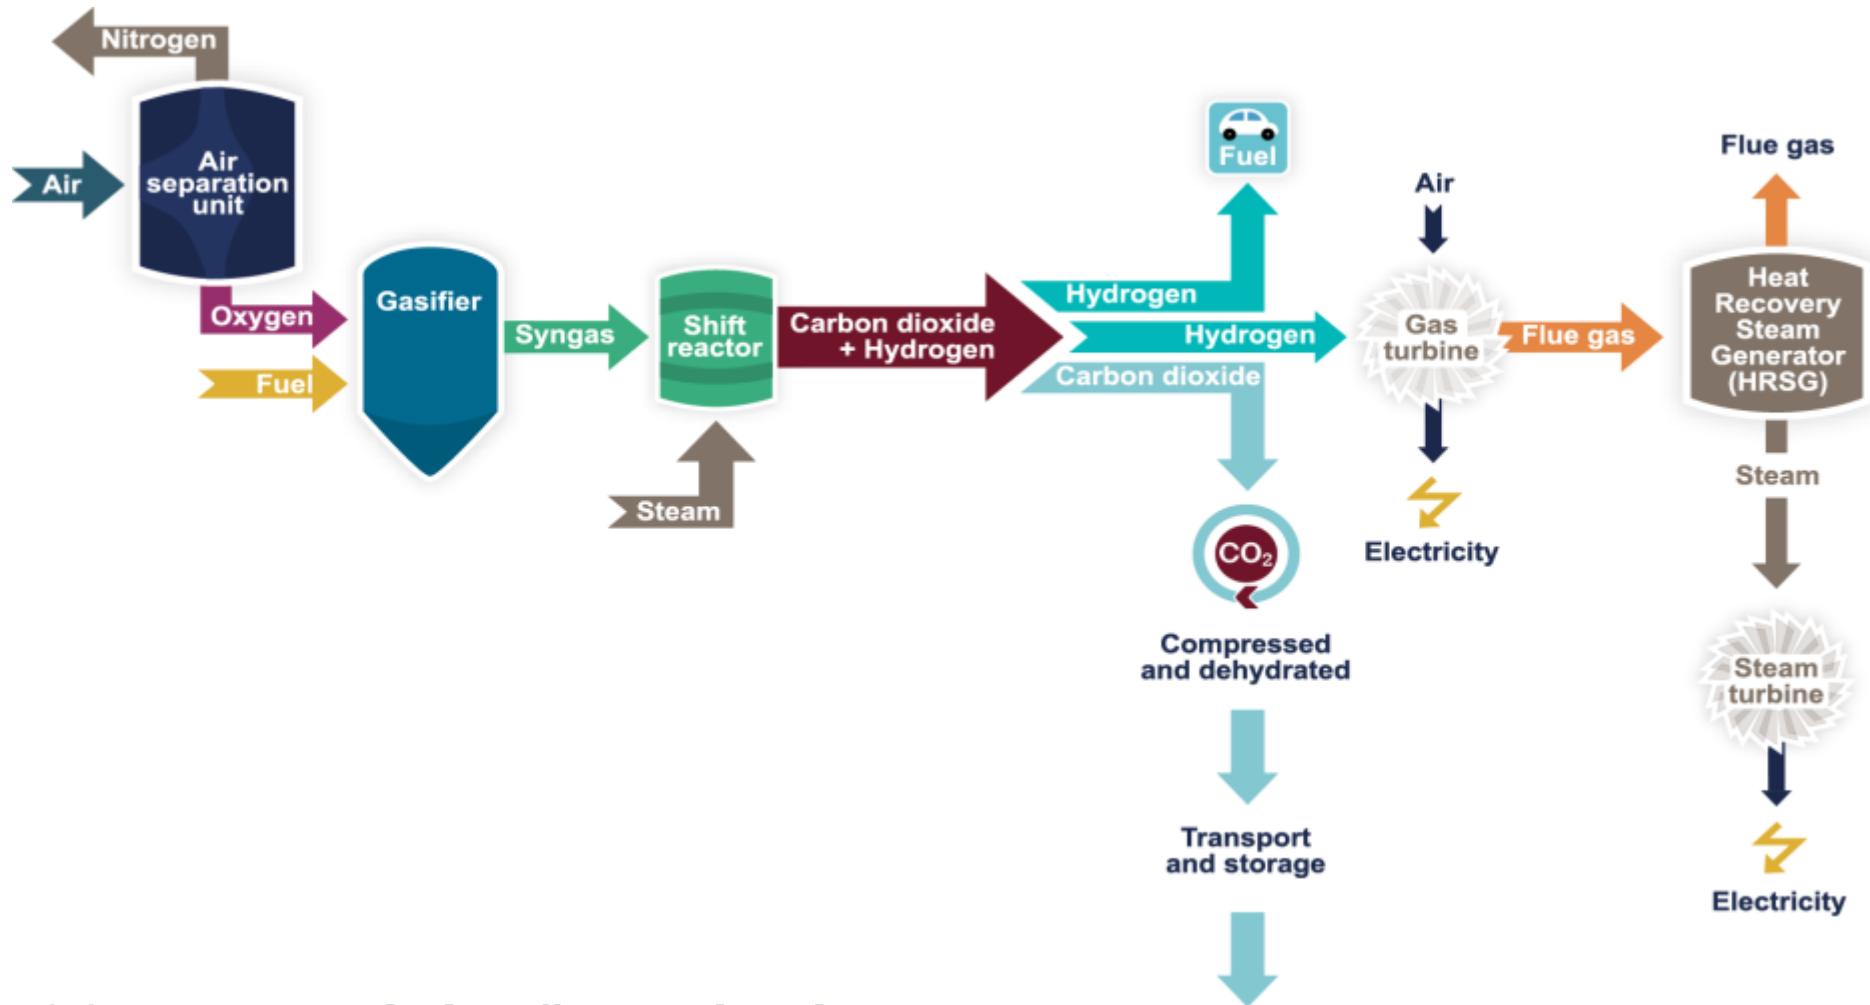 Nitrogen
Air
separation
unit
Air
Oxygen
Fuel
Gasifier
Syngas
Shift
reactor
Steam
Carbon dioxide
+ Hydrogen
Hydrogen
Hydrogen
Carbon dioxide
Fuel
CO₂
Compressed
and dehydrated
Transport
and storage
Air
Gas
turbine
Electricity
Flue gas
Flue gas
Heat
Recovery
Steam
Generator
(HRSG)
Steam
Steam
turbine
Electricity